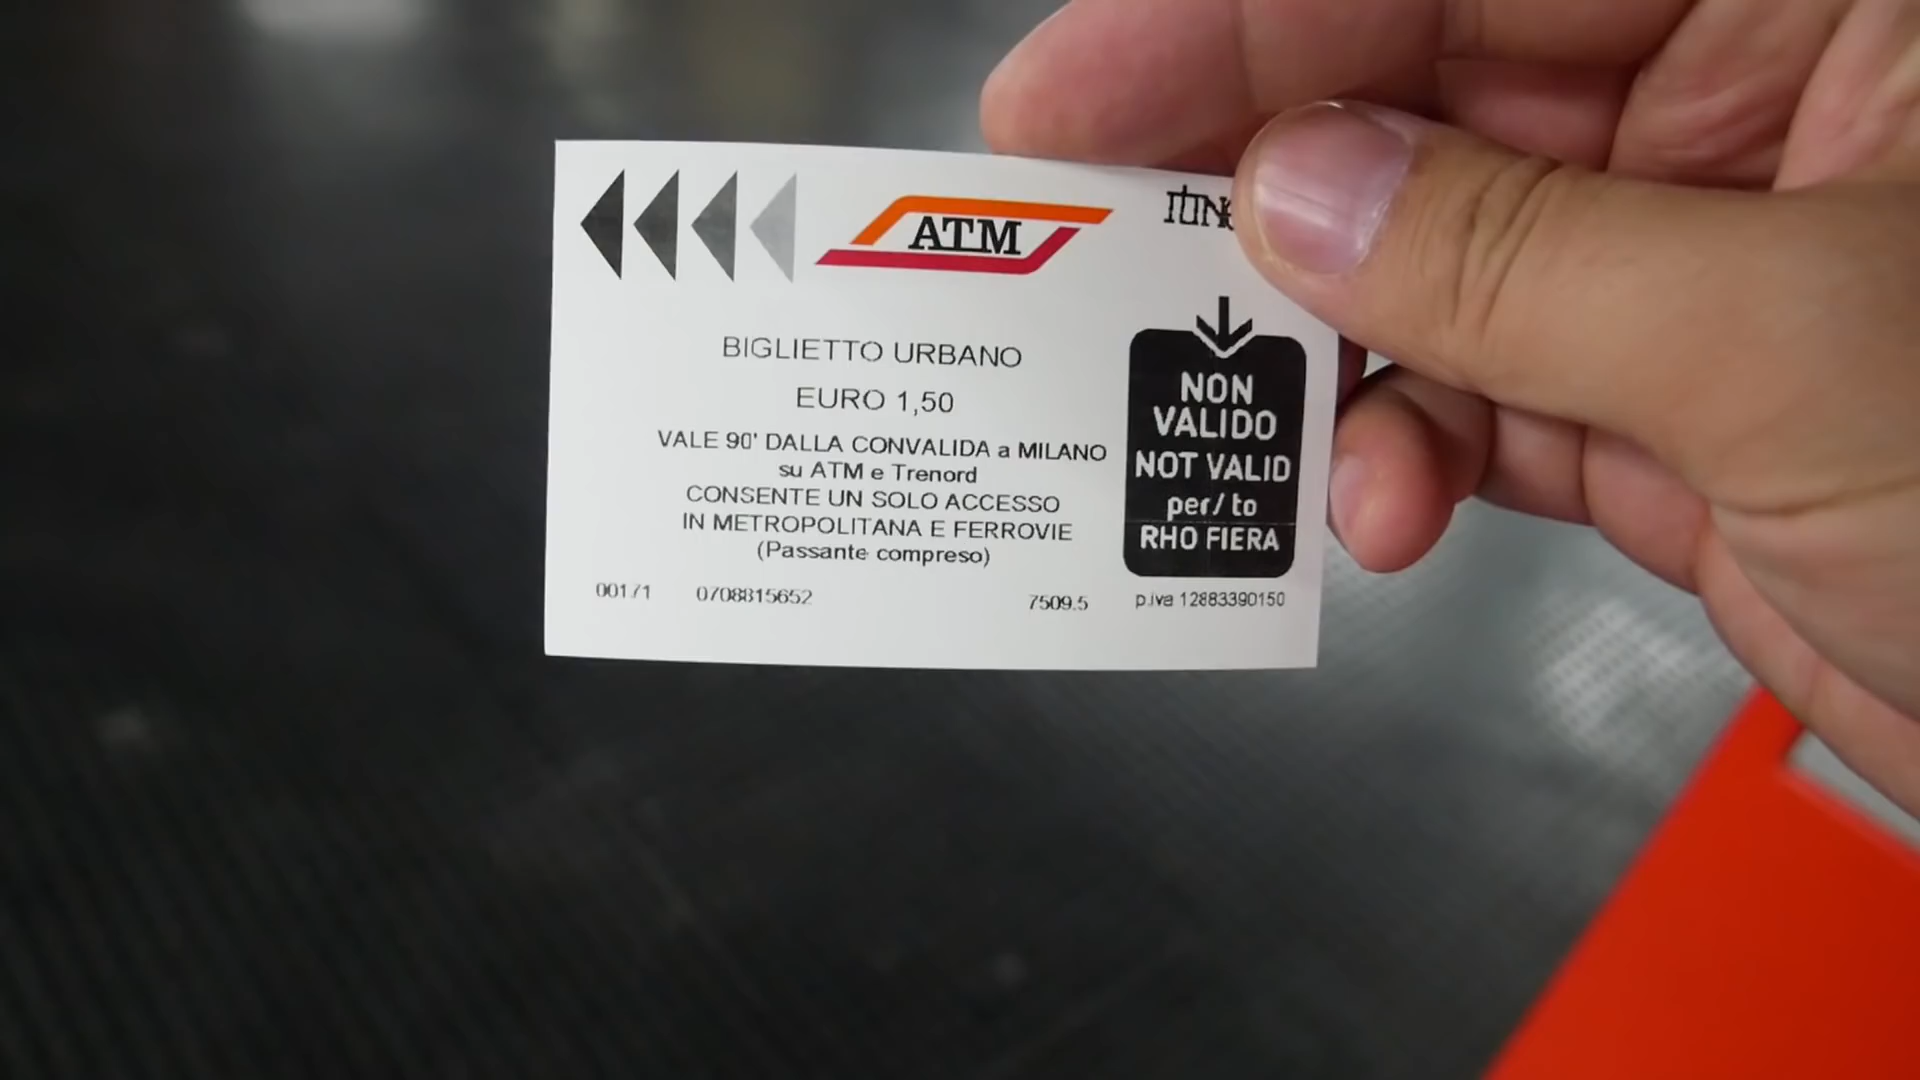 ATM
BIGLIETTO URBANO
EURO 1,50
VALE 90' DALLA CONVALIDA a MILANO
su ATM e Trenord
CONSENTE UN SOLO ACCESSO
IN METROPOLITANA E FERROVIE
(Passante compreso)
NON
VALIDO
NOT VALID
per/to
RHO FIERA
00171 0708815652 7509.5 p.iva 12883390150